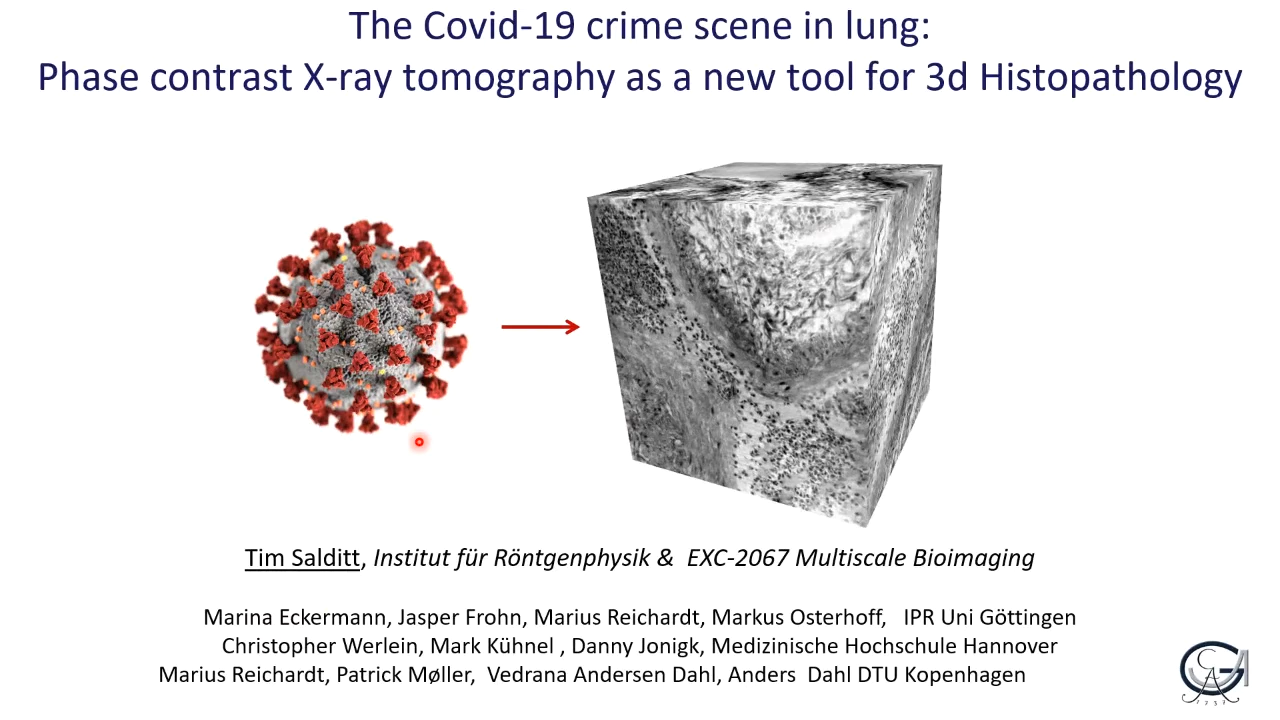 The Covid-19 crime scene in lung:
Phase contrast X-ray tomography as a new tool for 3d Histopathology
Tim Salditt, Institut für Röntgenphysik & EXC-2067 Multiscale Bioimaging
Marina Eckermann, Jasper Frohn, Marius Reichardt, Markus Osterhoff, IPR Uni Göttingen
Christopher Werlein, Mark Kühnel , Danny Jonigk, Medizinische Hochschule Hannover
Marius Reichardt, Patrick Møller, Vedrana Andersen Dahl, Anders Dahl DTU Kopenhagen
1737